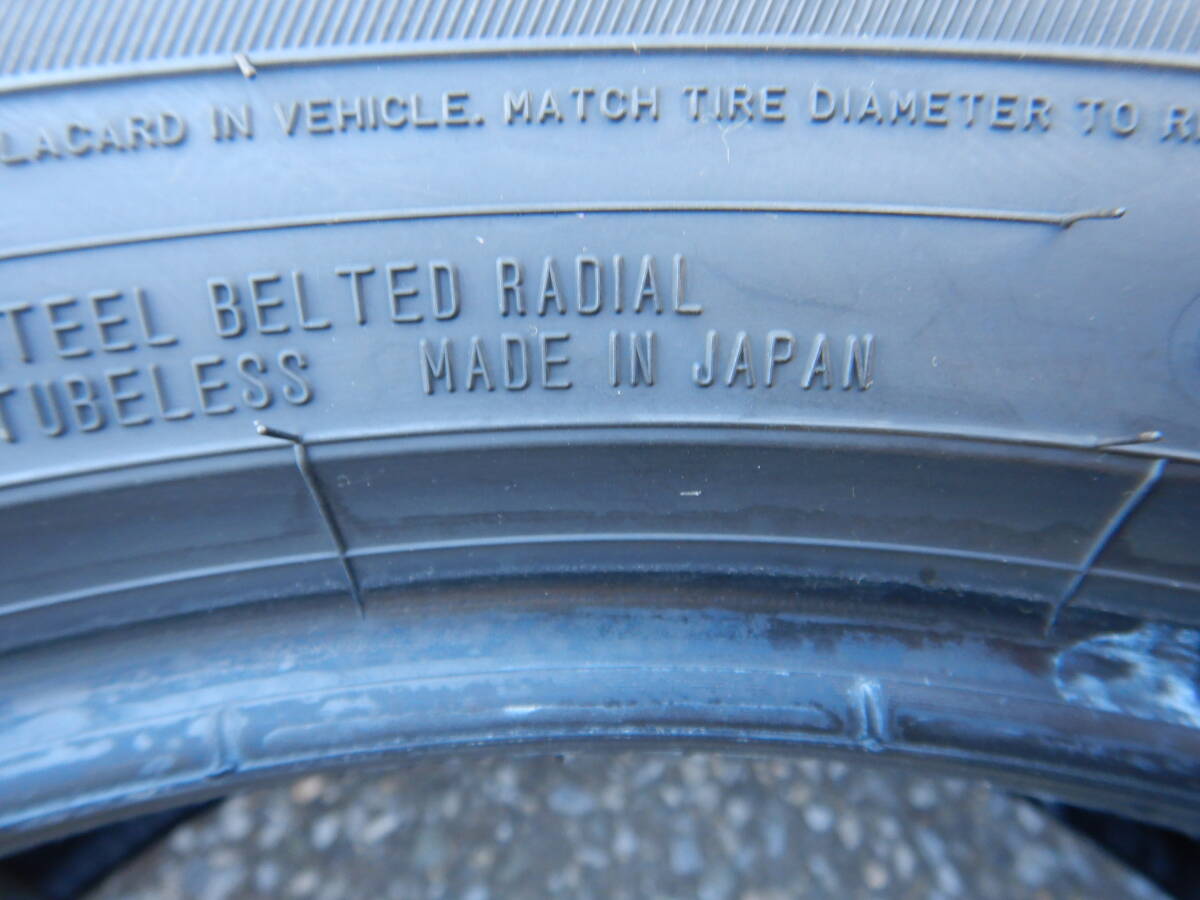 LACARD IN VEHICLE. MATCH TIRE DIAMETER TO R
TEEL BELTED RADIAL
TUBELESS MADE IN JAPAN